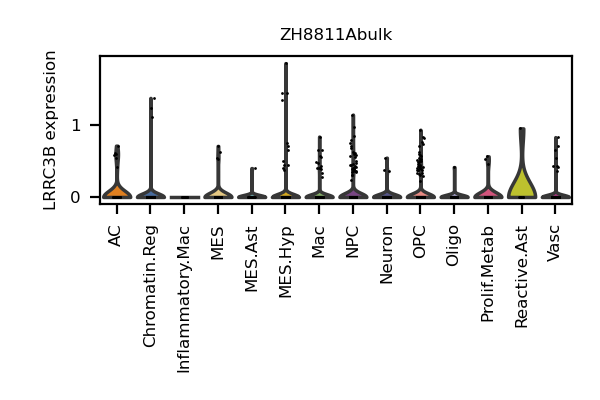 ZH8811Abulk
LRRC3B expression
1
0
AC
Chromatin.Reg
Inflammatory.Mac
MES
MES.Ast
MES.Hyp
Mac
NPC
Neuron
OPC
Oligo
Prolif.Metab
Reactive.Ast
Vasc